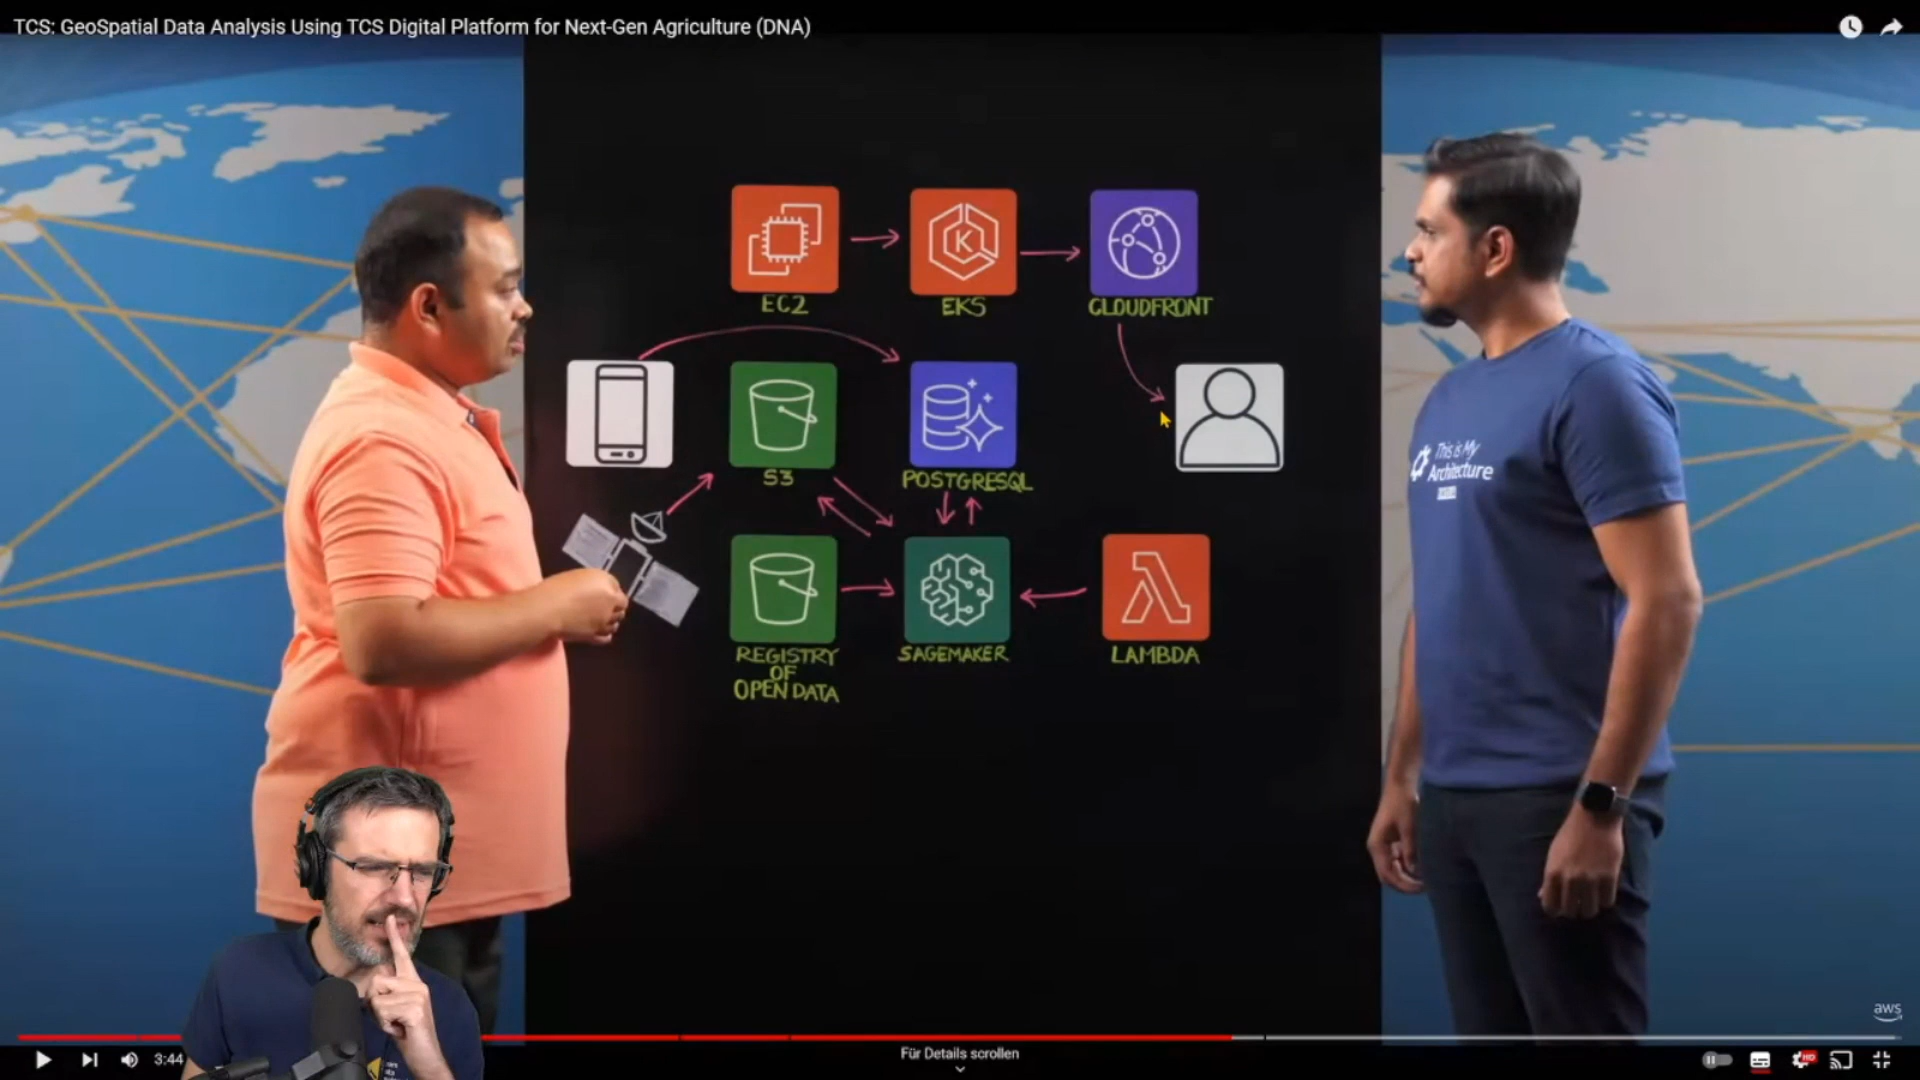 TCS: GeoSpatial Data Analysis Using TCS Digital Platform for Next-Gen Agriculture (DNA)
EC2
EKS
CLOUDFRONT
K
S3
POSTGRESQL
This is My
Architecture
REGISTRY
OF
OPEN DATA
SAGEMAKER
LAMBDA
aws
3:44
Für Details scrollen
HD